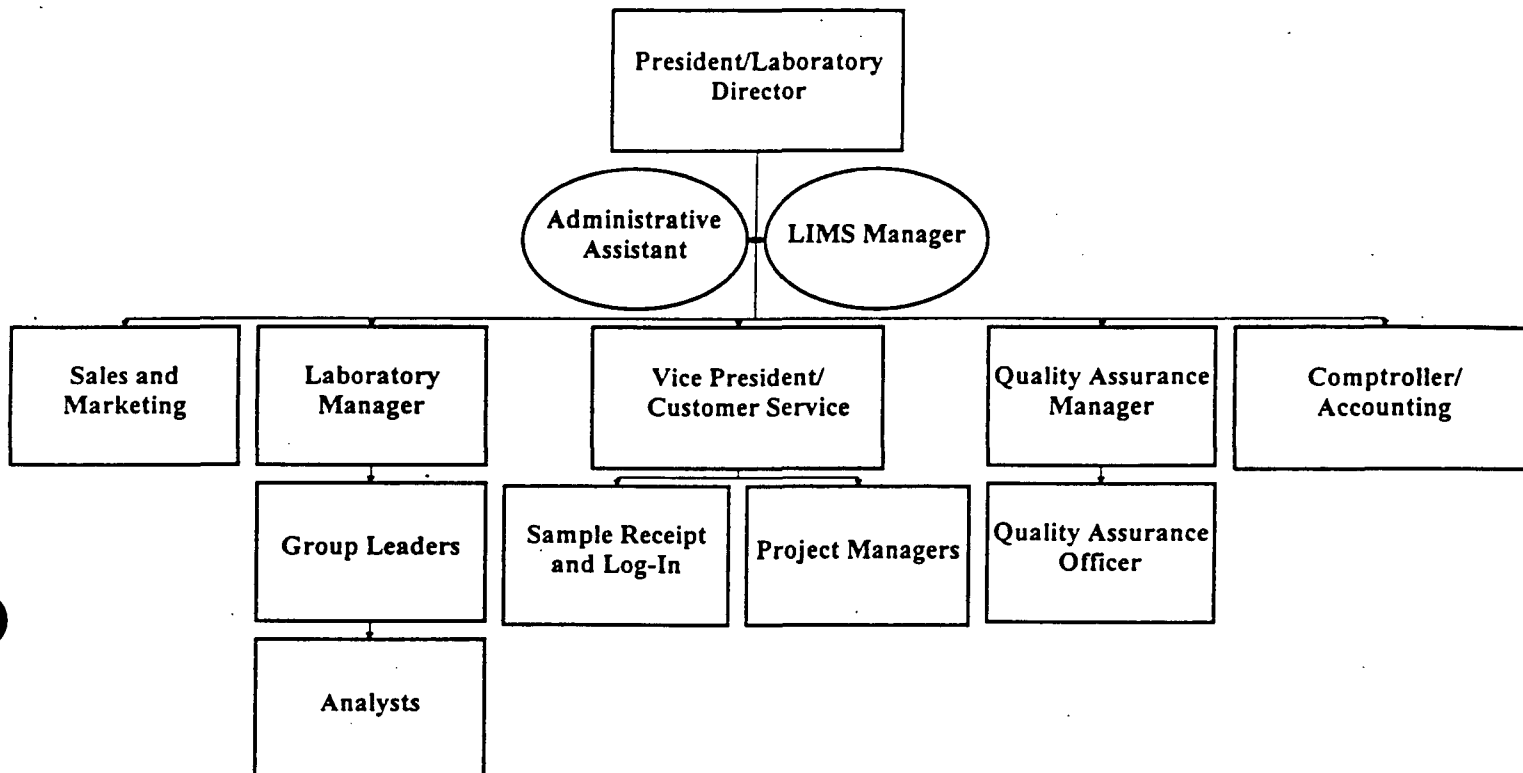 President/Laboratory
Director
Administrative
Assistant
LIMS Manager
Sales and
Marketing
Laboratory
Manager
Vice President/
Customer Service
Quality Assurance
Manager
Comptroller/
Accounting
Group Leaders
Sample Receipt
and Log-In
Project Managers
Quality Assurance
Officer
Analysts